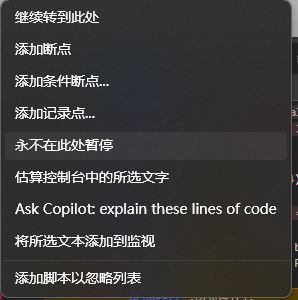 继续转到此处
添加断点
添加条件断点...
添加记录点...
永不在此处暂停
估算控制台中的所选文字
Ask Copilot: explain these lines of code
将所选文本添加到监视
添加脚本以忽略列表